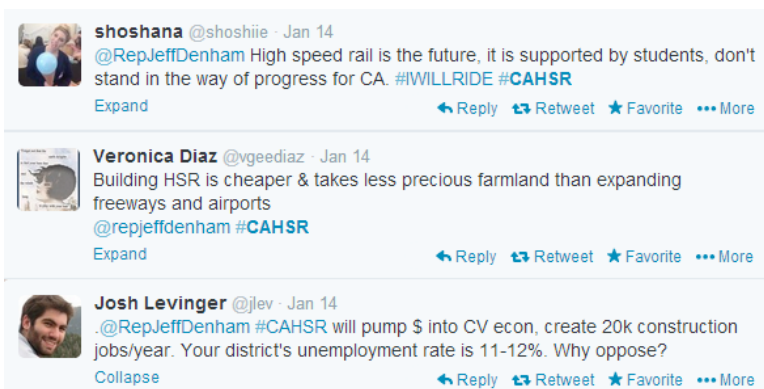 shoshana @shoshiie · Jan 14
@RepJeffDenham High speed rail is the future, it is supported by students, don't
stand in the way of progress for CA. #IWILLRIDE #CAHSR
Expand
Reply Retweet Favorite More
Veronica Diaz @vgeediaz · Jan 14
Building HSR is cheaper & takes less precious farmland than expanding
freeways and airports
@repjeffdenham #CAHSR
Expand
Reply Retweet Favorite More
Josh Levinger @jlev · Jan 14
.@RepJeffDenham #CAHSR will pump $ into CV econ, create 20k construction
jobs/year. Your district's unemployment rate is 11-12%. Why oppose?
Collapse
Reply Retweet Favorite More